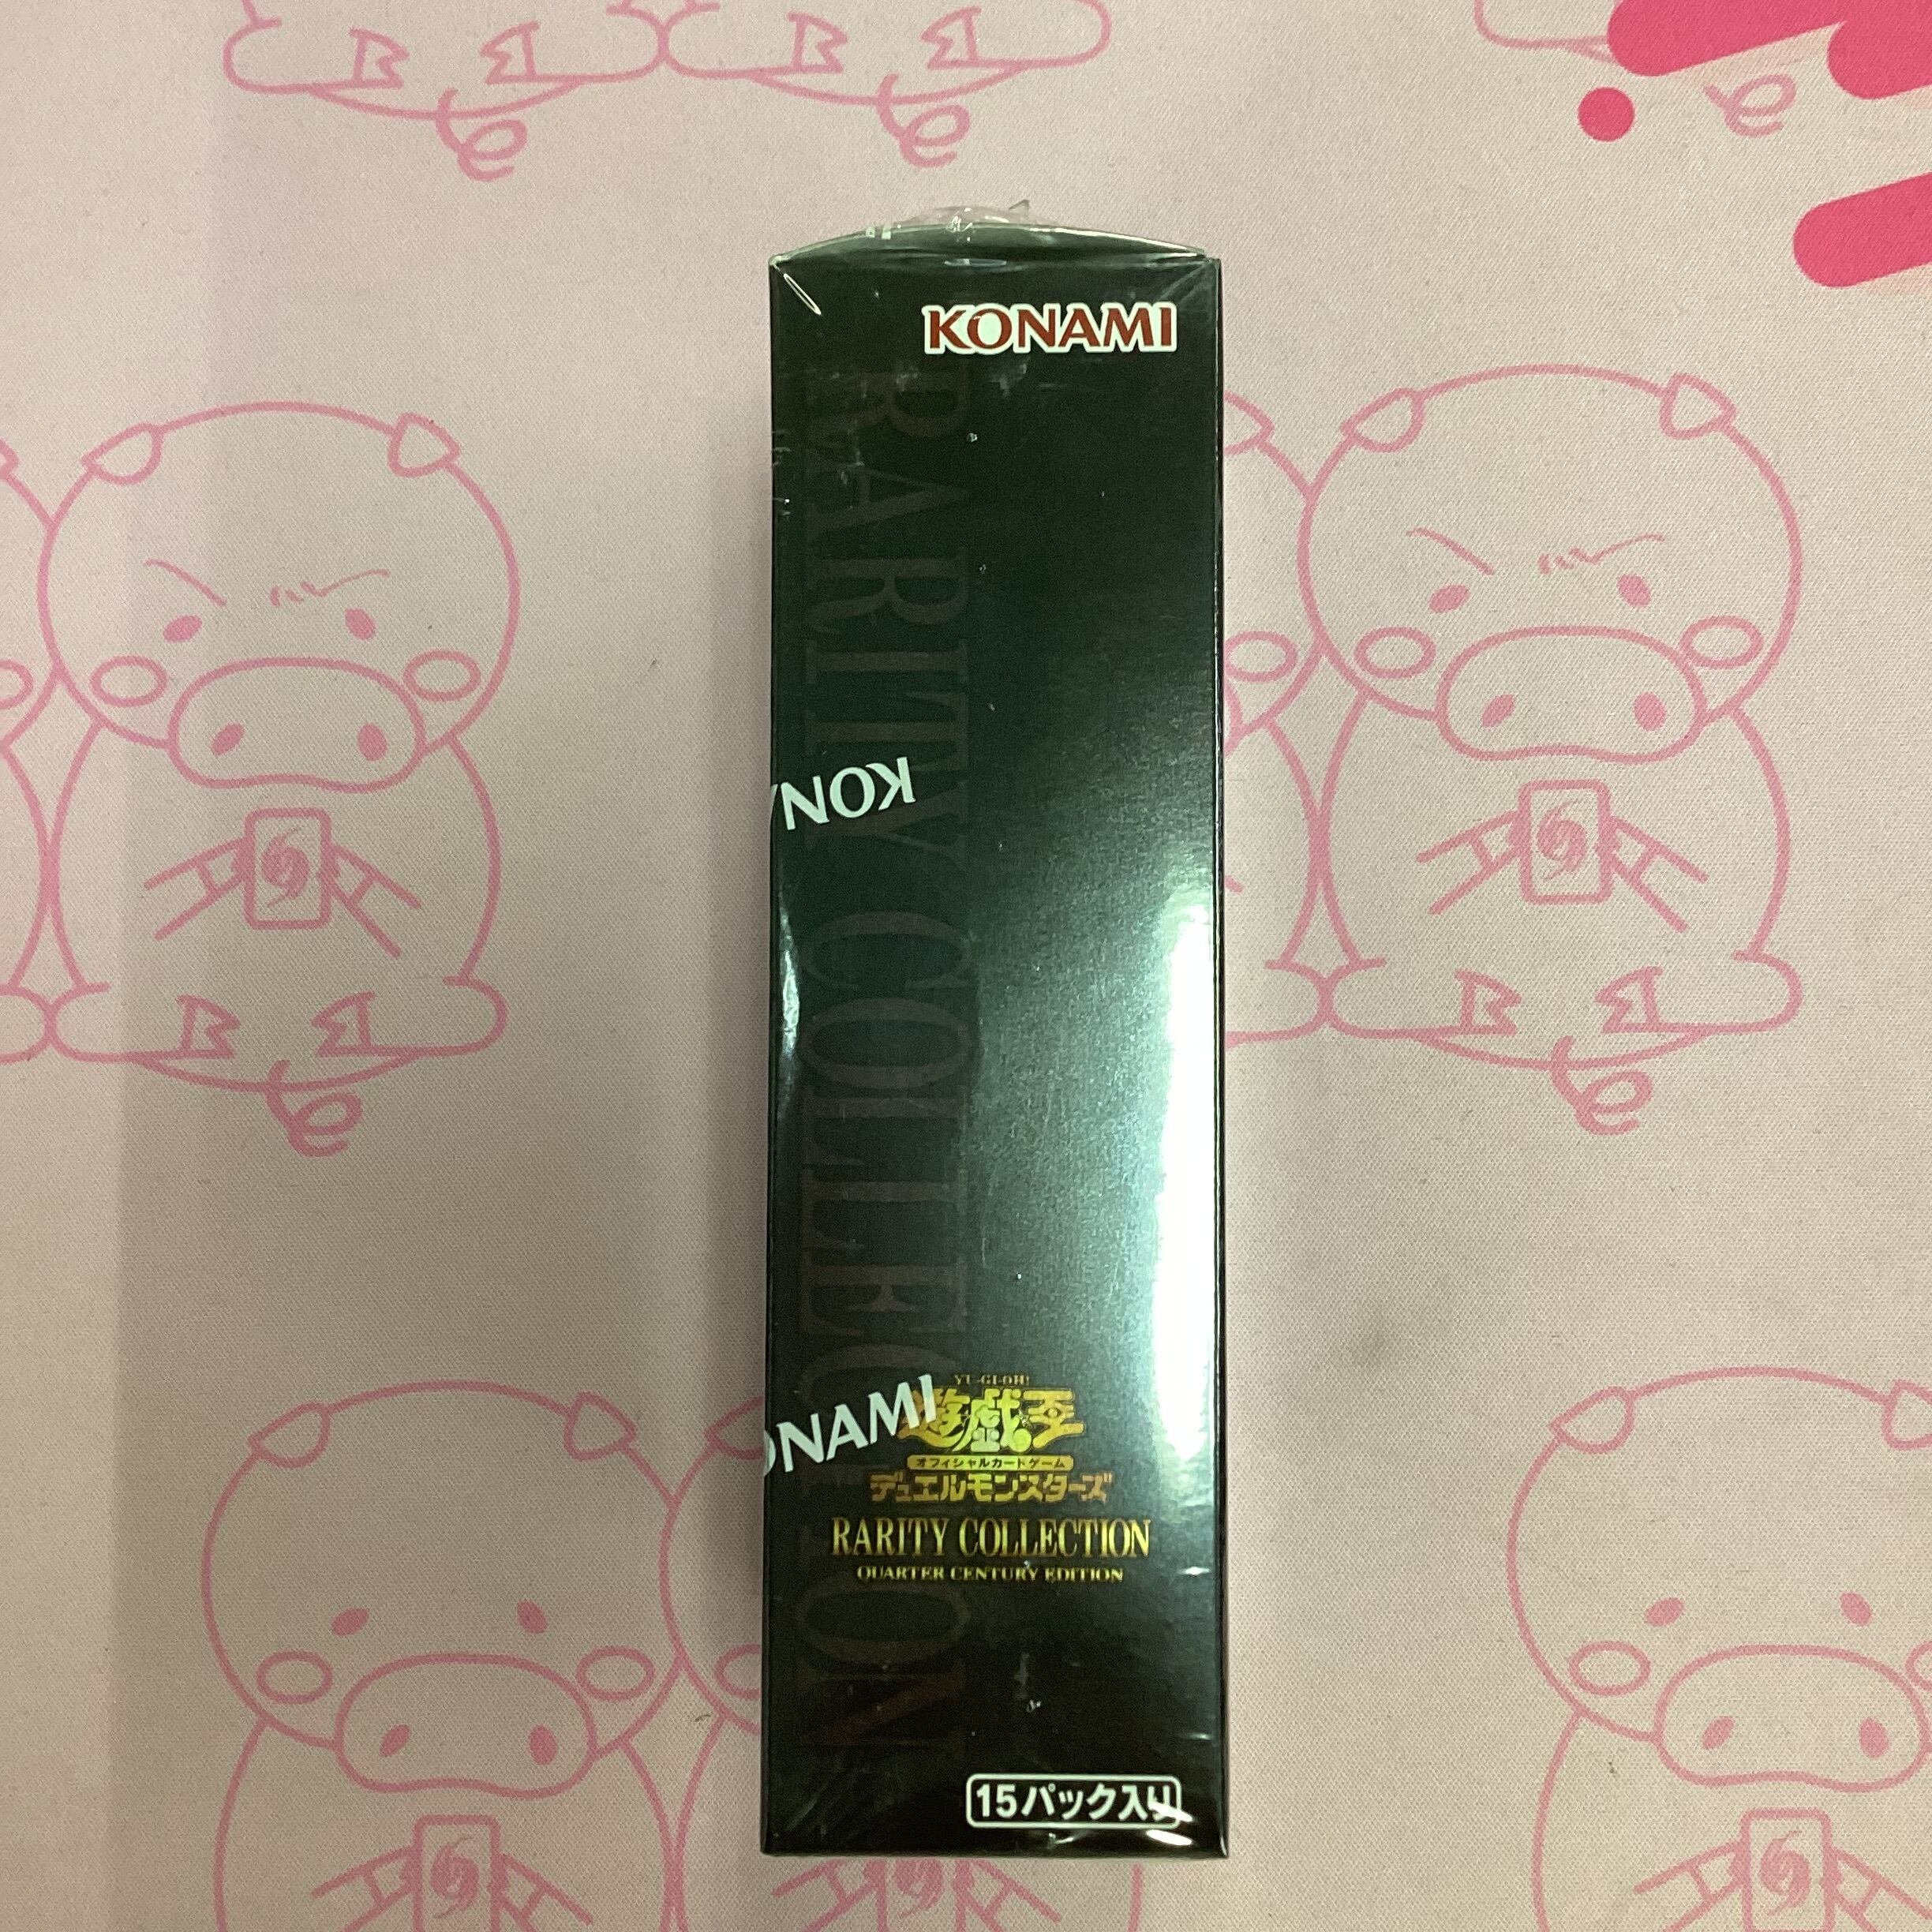 KONAMI
RARITY COLLECTION
KONA
ONAMI
YU-GI-OH!
遊戯王
オフィシャルカードゲーム
デュエルモンスターズ
RARITY COLLECTION
QUARTER CENTURY EDITION
15パック入り